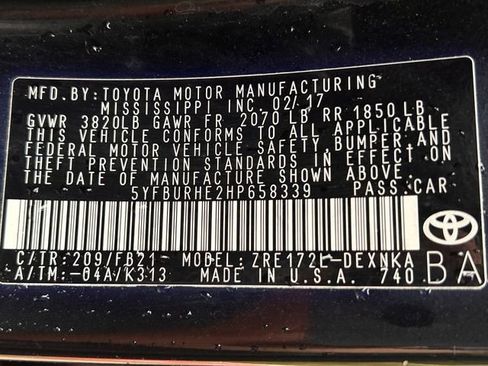 MFD.BY: TOYOTA MOTOR MANUFACTURING
MISSISSIPPI INC. 02/17
GVWR 3820LB GAWR FR 2070 LB RR 1850 LB
THIS VEHICLE CONFORMS TO ALL APPLICABLE
FEDERAL MOTOR VEHICLE SAFETY, BUMPER, AND
THEFT PREVENTION STANDARDS IN EFFECT ON
THE DATE OF MANUFACTURE SHOWN ABOVE.
5YFBURHE2HP658339 PASS.CAR
C/TR:209/FB21 MODEL: ZRE172L-DEXNKA
A/TM:-04A/K313 MADE IN U.S.A. 740 BA